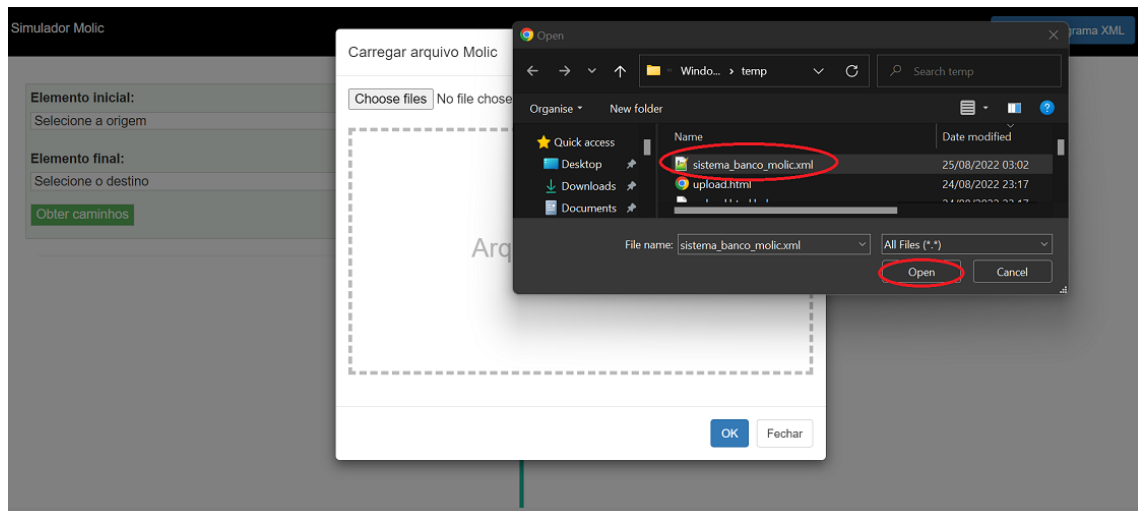 Simulador Molic
grama XML
Elemento inicial:
Selecione a origem
Elemento final:
Selecione o destino
Obter caminhos
Carregar arquivo Molic
Choose files No file chose
Arq
OK
Fechar
Open
Windo... › temp
Search temp
Organise
New folder
Quick access
Desktop
Downloads
Documents
Name
Date modified
sistema_banco_molic.xml
25/08/2022 03:02
upload.html
24/08/2022 23:17
File name:
sistema_banco_molic.xml
All Files (*.*)
Open
Cancel